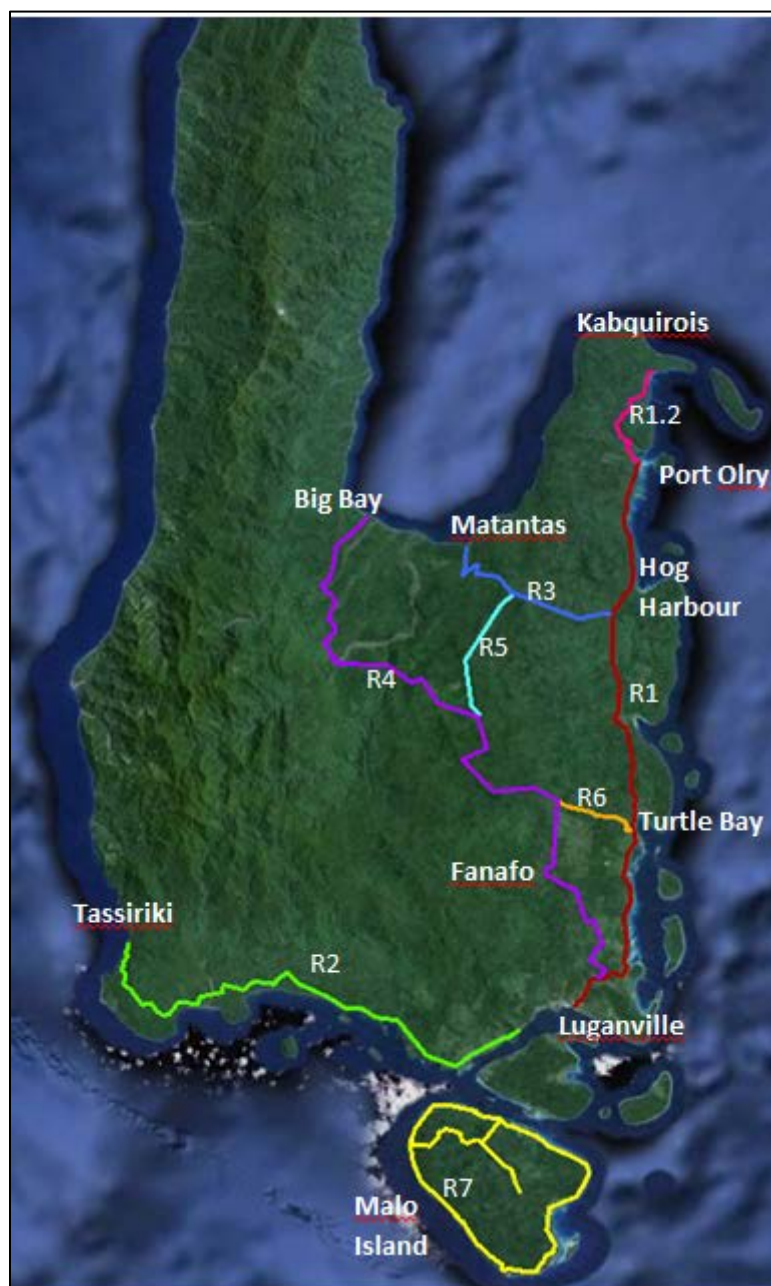 Kabquirois
R1.2
Port Olry
Big Bay
Matantas
Hog
Harbour
R3
R5
R4
R1
R6
Turtle Bay
Fanafo
Tassiriki
R2
Luganville
R7
Malo
Island